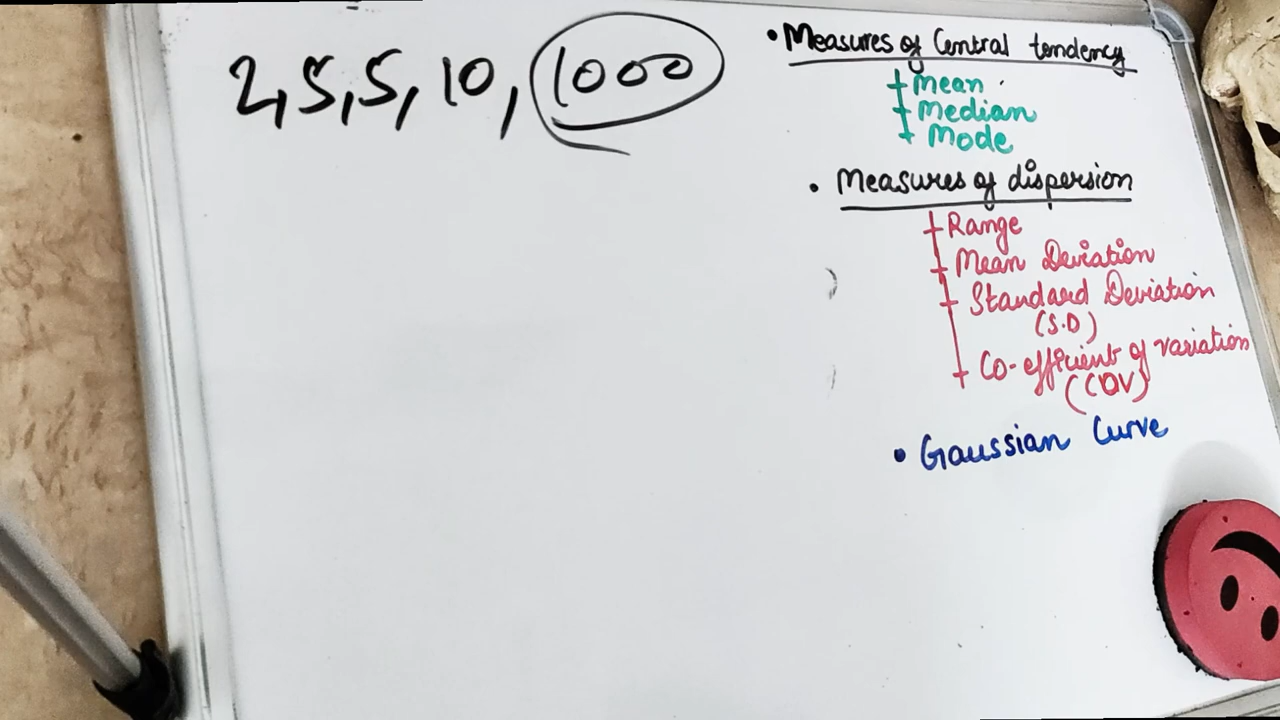 2, 5, 5, 10, 1000
• Measures of Central tendency
Mean
Median
Mode
• Measures of dispersion
Range
Mean Deviation
Standard Deviation
(S.D)
Co-efficient of variation
(COV)
• Gaussian Curve